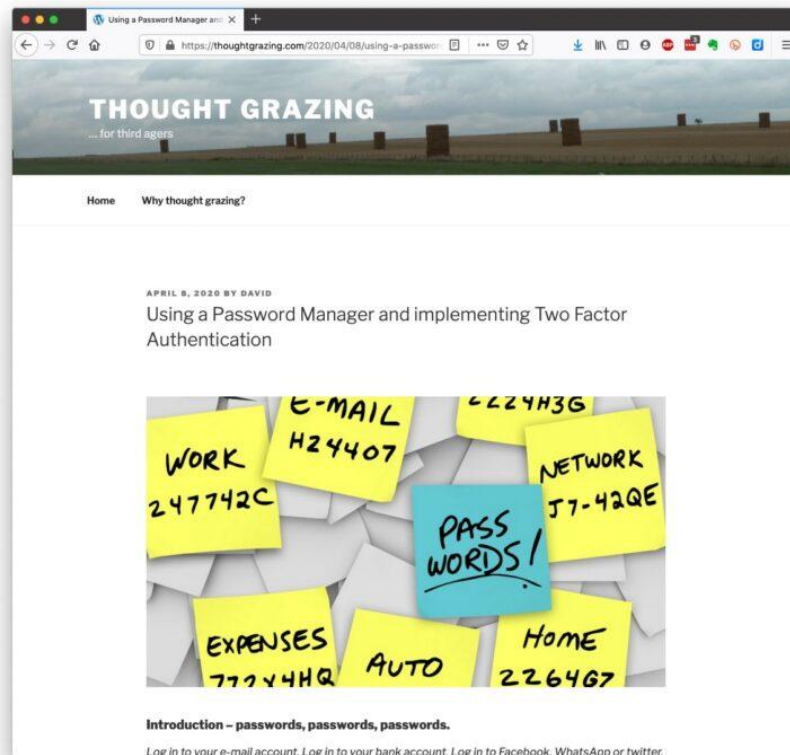 Using a Password Manager and
https://thoughtgrazing.com/2020/04/08/using-a-passwor
THOUGHT GRAZING
... for third agers
Home Why thought grazing?
APRIL 8, 2020 BY DAVID
Using a Password Manager and implementing Two Factor
Authentication
E-MAIL
H24407
2224H3G
WORK
247742C
NETWORK
J7-42QE
PASS
WORDS!
EXPENSES
772X4HQ
AUTO
HOME
2264G7
Introduction – passwords, passwords, passwords.
Log in to your e-mail account. Log in to your bank account. Log in to Facebook, WhatsApp or twitter.